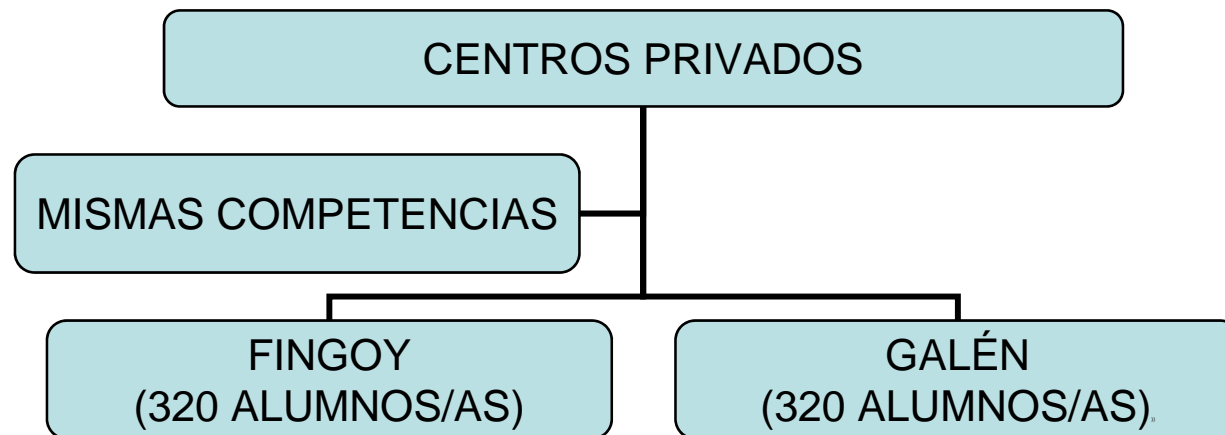 CENTROS PRIVADOS
MISMAS COMPETENCIAS
FINGOY
(320 ALUMNOS/AS)
GALÉN
(320 ALUMNOS/AS)